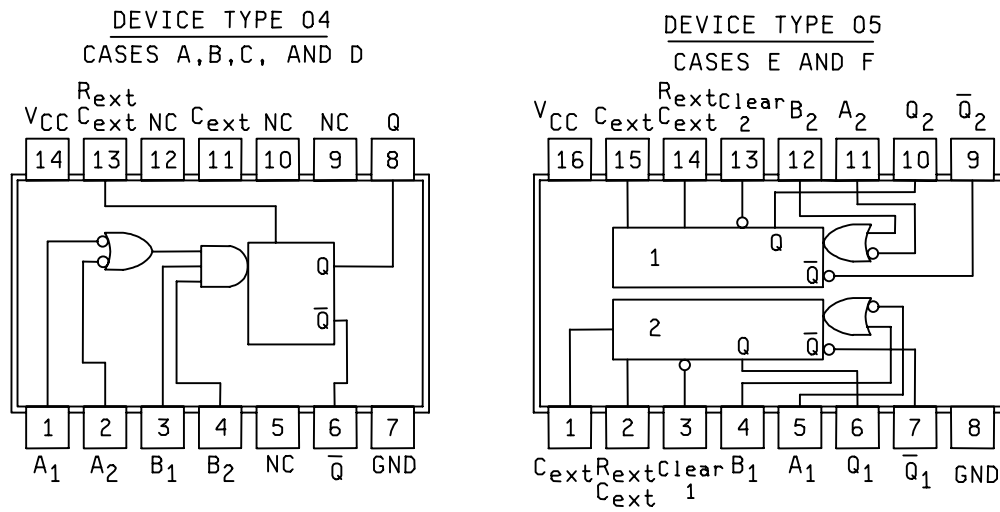 DEVICE TYPE 04
CASES A,B,C, AND D
Rext
VCC Cext NC Cext NC NC Q
14 13 12 11 10 9 8
Q
Q̅
1 2 3 4 5 6 7
A1 A2 B1 B2 NC Q̅ GND
DEVICE TYPE 05
CASES E AND F
Rext Clear
VCC Cext Cext 2 B2 A2 Q2 Q̅2
16 15 14 13 12 11 10 9
Q
1
Q̅
2
Q Q̅
1 2 3 4 5 6 7 8
Cext Rext Clear B1 A1 Q1 Q̅1 GND
Cext 1